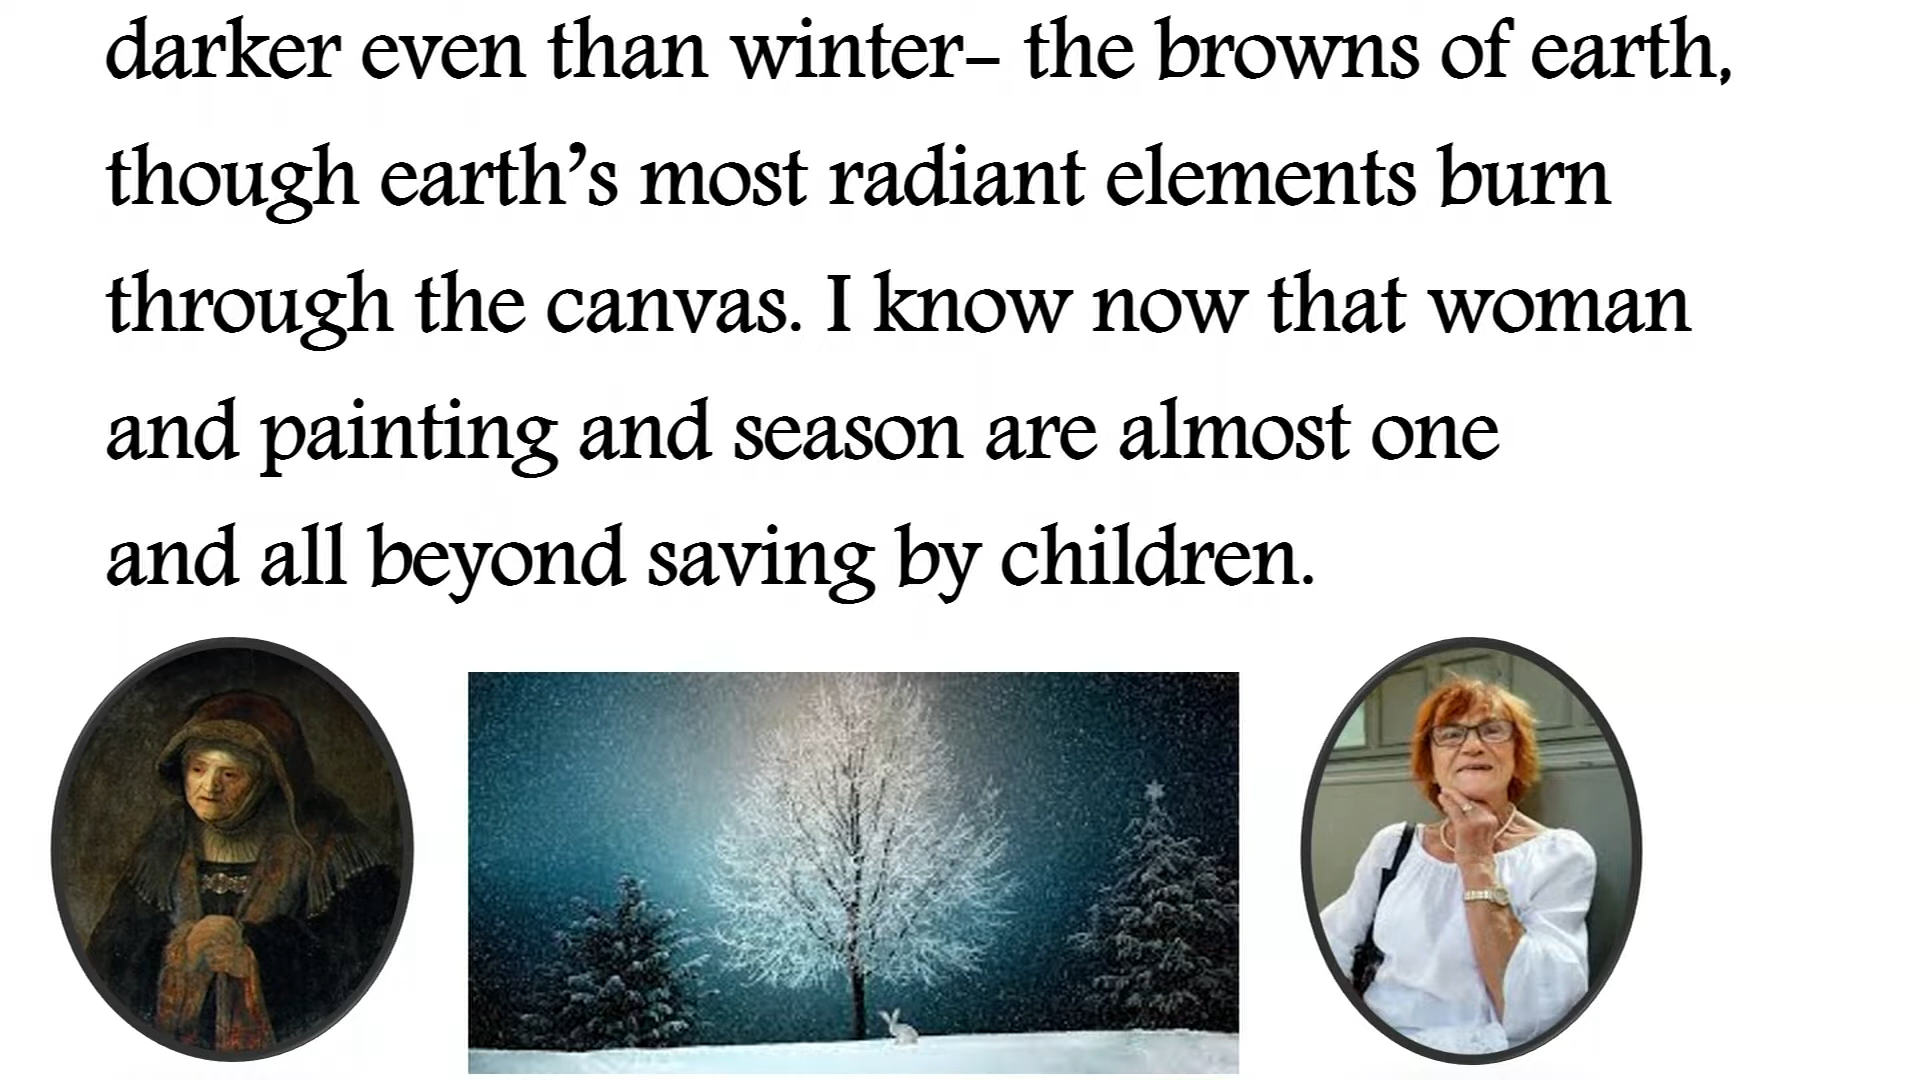 darker even than winter– the browns of earth,
though earth’s most radiant elements burn
through the canvas. I know now that woman
and painting and season are almost one
and all beyond saving by children.